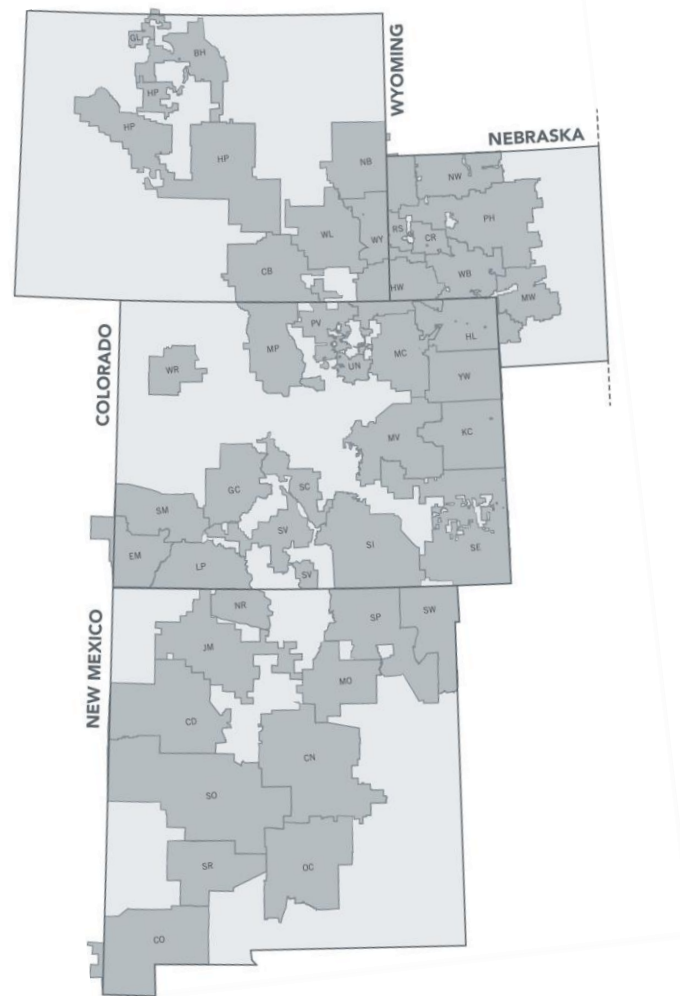 WYOMING
GL
BH
HP
HP
HP
NB
WL
WY
CB
NEBRASKA
NW
PH
RS
CR
WB
HW
MW
COLORADO
PV
MP
UN
MC
HL
WR
YW
MV
KC
GC
SC
SM
SV
SI
SE
EM
LP
SV
NEW MEXICO
NR
SP
SW
JM
MO
CD
CN
SO
SR
OC
CO